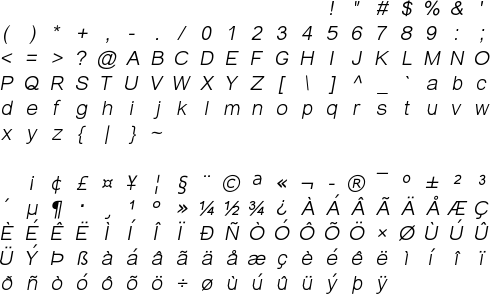 ! " # $ % & '
( ) * + , - . / 0 1 2 3 4 5 6 7 8 9 : ;
< = > ? @ A B C D E F G H I J K L M N O
P Q R S T U V W X Y Z [ \ ] ^ _ ` a b c
d e f g h i j k l m n o p q r s t u v w
x y z { | } ~
¡ ¢ £ ¤ ¥ ¦ § ¨ © ª « ¬ - ® ¯ ° ± ² ³
´ µ ¶ · ¸ ¹ º » ¼ ½ ¾ ¿ À Á Â Ã Ä Å Æ Ç
È É Ê Ë Ì Í Î Ï Ð Ñ Ò Ó Ô Õ Ö × Ø Ù Ú Û
Ü Ý Þ ß à á â ã ä å æ ç è é ê ë ì í î ï
ð ñ ò ó ô õ ö ÷ ø ù ú û ü ý þ ÿ